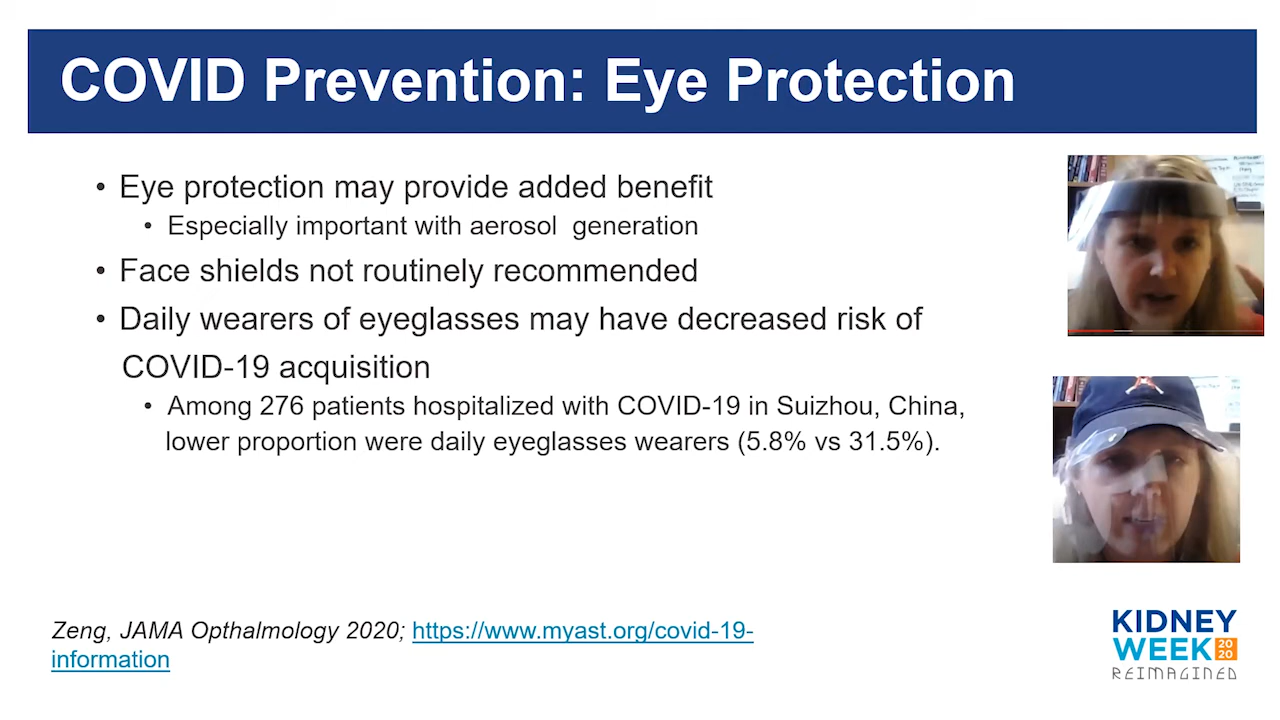 COVID Prevention: Eye Protection
• Eye protection may provide added benefit
• Especially important with aerosol generation
• Face shields not routinely recommended
• Daily wearers of eyeglasses may have decreased risk of
COVID-19 acquisition
• Among 276 patients hospitalized with COVID-19 in Suizhou, China,
lower proportion were daily eyeglasses wearers (5.8% vs 31.5%).
Zeng, JAMA Opthalmology 2020; https://www.myast.org/covid-19-
information
KIDNEY
WEEK 20
20
REIMAGINED